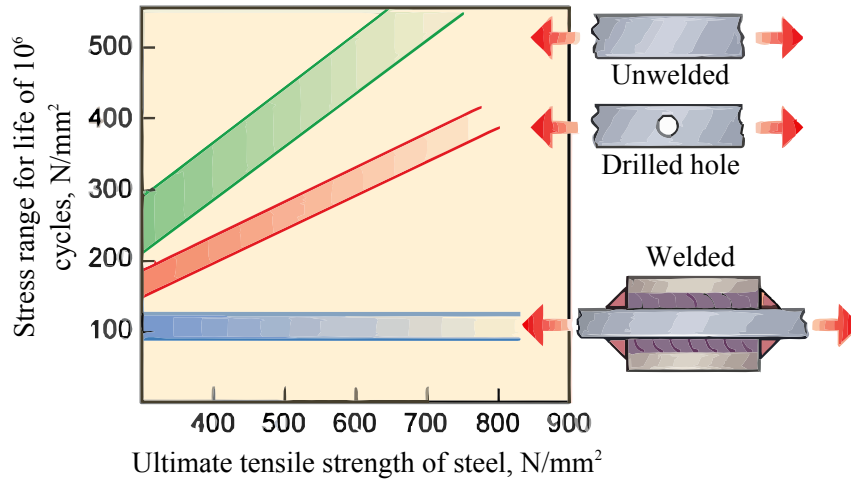 Stress range for life of 10⁶
cycles, N/mm²
500
400
300
200
100
400 500 600 700 800 900
Ultimate tensile strength of steel, N/mm²
Unwelded
Drilled hole
Welded